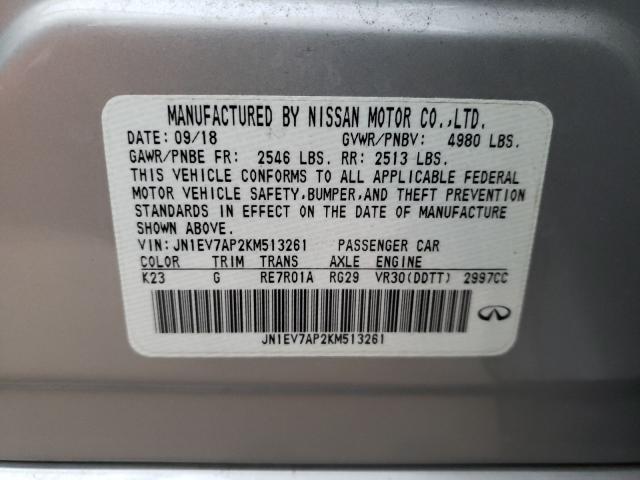 MANUFACTURED BY NISSAN MOTOR CO.,LTD.
DATE: 09/18 GVWR/PNBV: 4980 LBS.
GAWR/PNBE FR: 2546 LBS. RR: 2513 LBS.
THIS VEHICLE CONFORMS TO ALL APPLICABLE FEDERAL
MOTOR VEHICLE SAFETY,BUMPER,AND THEFT PREVENTION
STANDARDS IN EFFECT ON THE DATE OF MANUFACTURE
SHOWN ABOVE.
VIN: JN1EV7AP2KM513261 PASSENGER CAR
COLOR TRIM TRANS AXLE ENGINE
K23 G RE7R01A RG29 VR30(DDTT) 2997CC
JN1EV7AP2KM513261